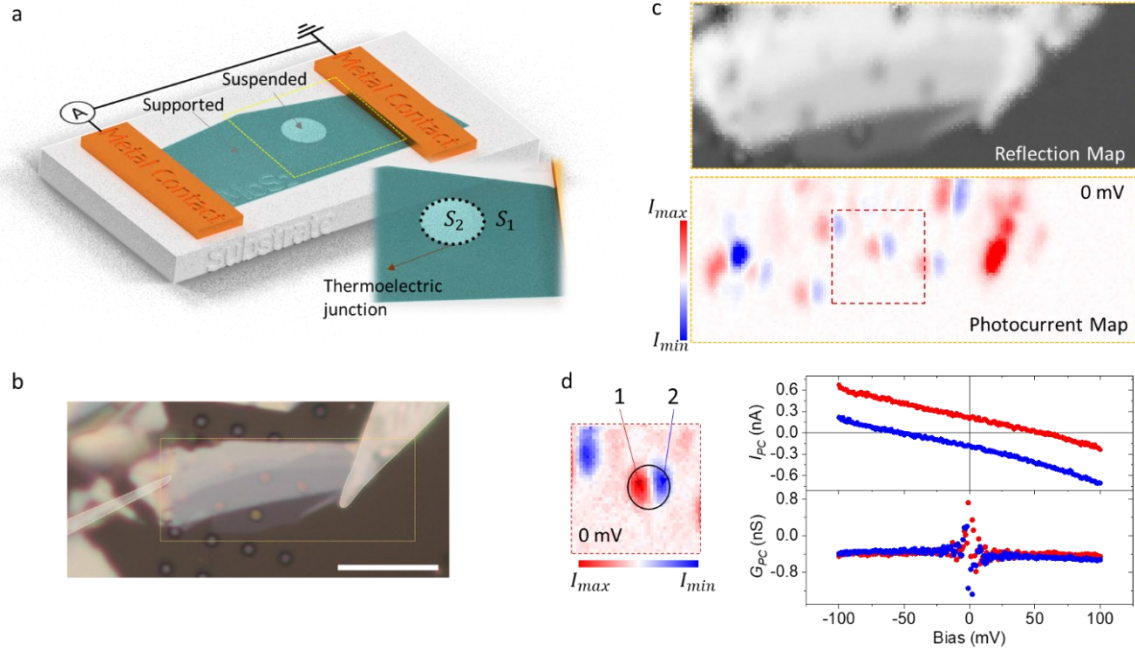 a
A
Suspended
Supported
Metal Contact
Metal Contact
substrate
S₂
S₁
Thermoelectric
junction
b
c
Reflection Map
0 mV
Iₘₐₓ
Iₘᵢₙ
Photocurrent Map
d
1
2
0 mV
Iₘₐₓ
Iₘᵢₙ
I_PC (nA)
0.6
0.3
0.0
-0.3
-0.6
G_PC (nS)
0.8
0.0
-0.8
-100
-50
0
50
100
Bias (mV)